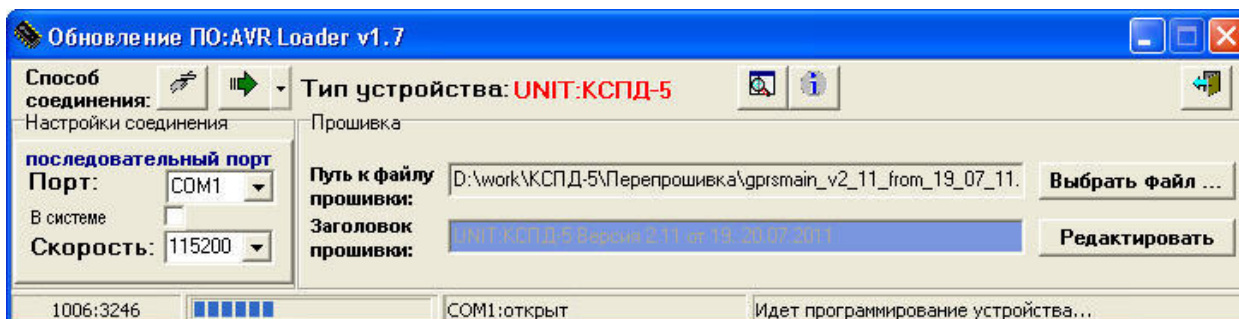 Обновление ПО:AVR Loader v1.7
Способ соединения:
Тип устройства: UNIT:КСПД-5
Настройки соединения
Прошивка
последовательный порт
Порт: COM1
В системе
Скорость: 115200
Путь к файлу прошивки:
D:\work\КСПД-5\Перепрошивка\gprsmain_v2_11_from_19_07_11.
Выбрать файл ...
Заголовок прошивки:
UNIT:КСПД-5 Версия 2.11 от 19..20.07.2011
Редактировать
1006:3246
COM1:открыт
Идет программирование устройства...